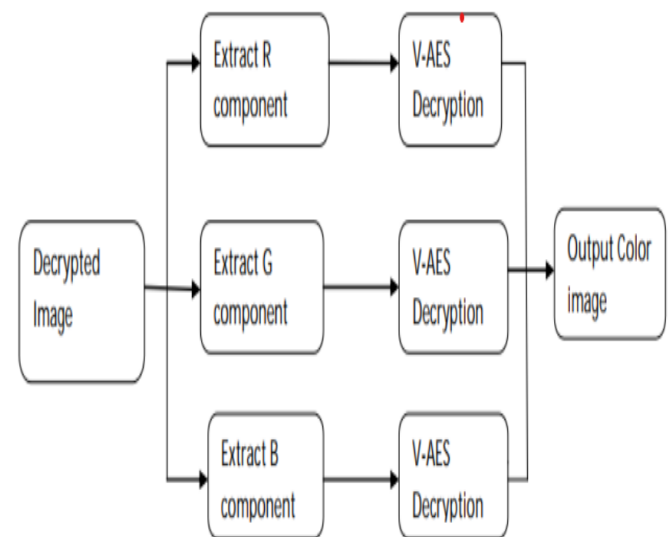 Extract R
component
V-AES
Decryption
Decrypted
Image
Extract G
component
V-AES
Decryption
Output Color
image
Extract B
component
V-AES
Decryption